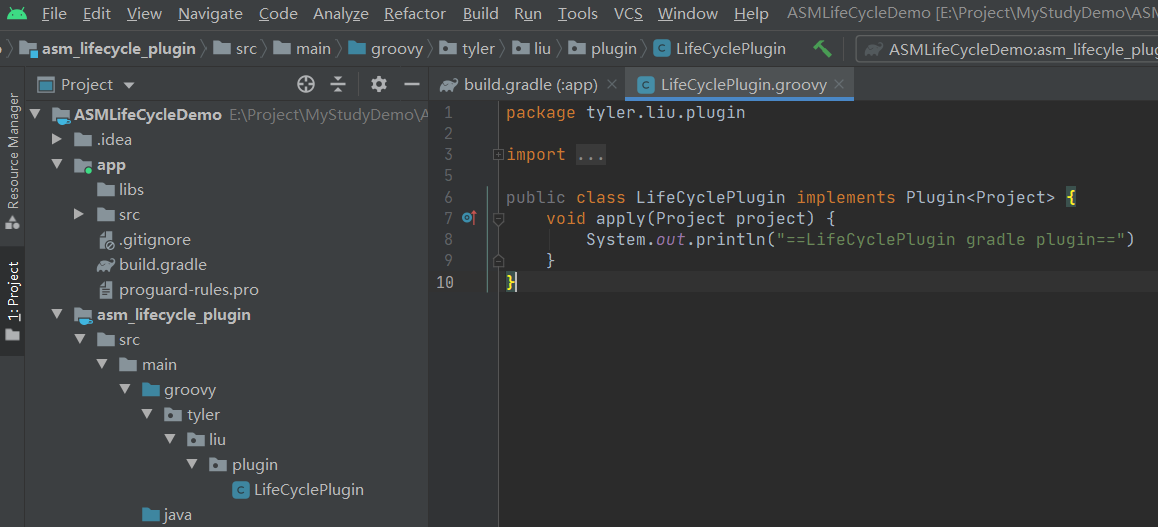 File Edit View Navigate Code Analyze Refactor Build Run Tools VCS Window Help ASMLifeCycleDemo [E:\Project\MyStudyDemo\ASM
asm_lifecycle_plugin src main groovy tyler liu plugin LifeCyclePlugin ASMLifeCycleDemo:asm_lifecyle_plug
Resource Manager
1: Project
Project
ASMLifeCycleDemo E:\Project\MyStudyDemo\A
.idea
app
libs
src
.gitignore
build.gradle
proguard-rules.pro
asm_lifecycle_plugin
src
main
groovy
tyler
liu
plugin
LifeCyclePlugin
java
build.gradle (:app) LifeCyclePlugin.groovy
1 package tyler.liu.plugin
2
3 import ...
5
6 public class LifeCyclePlugin implements Plugin<Project> {
7 void apply(Project project) {
8 System.out.println("==LifeCyclePlugin gradle plugin==")
9 }
10 }